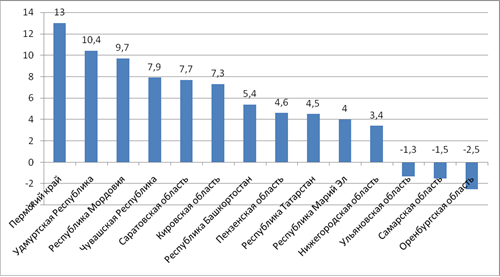 14
12
10
8
6
4
2
0
-2
-4
13
10,4
9,7
7,9
7,7
7,3
5,4
4,6
4,5
4
3,4
-1,3
-1,5
-2,5
Пермский край
Удмуртская Республика
Республика Мордовия
Чувашская Республика
Саратовская область
Кировская область
Республика Башкортостан
Пензенская область
Республика Татарстан
Республика Марий Эл
Нижегородская область
Ульяновская область
Самарская область
Оренбургская область